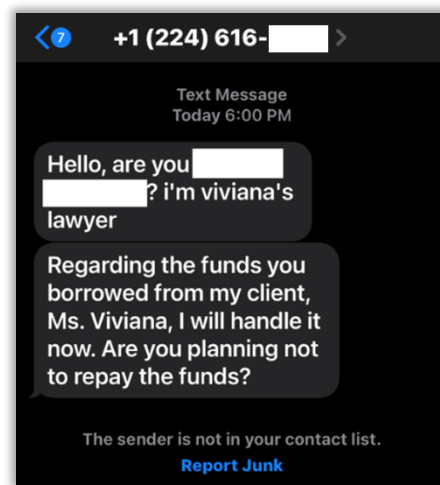 7
+1 (224) 616-
Text Message
Today 6:00 PM
Hello, are you
? i'm viviana's
lawyer
Regarding the funds you
borrowed from my client,
Ms. Viviana, I will handle it
now. Are you planning not
to repay the funds?
The sender is not in your contact list.
Report Junk